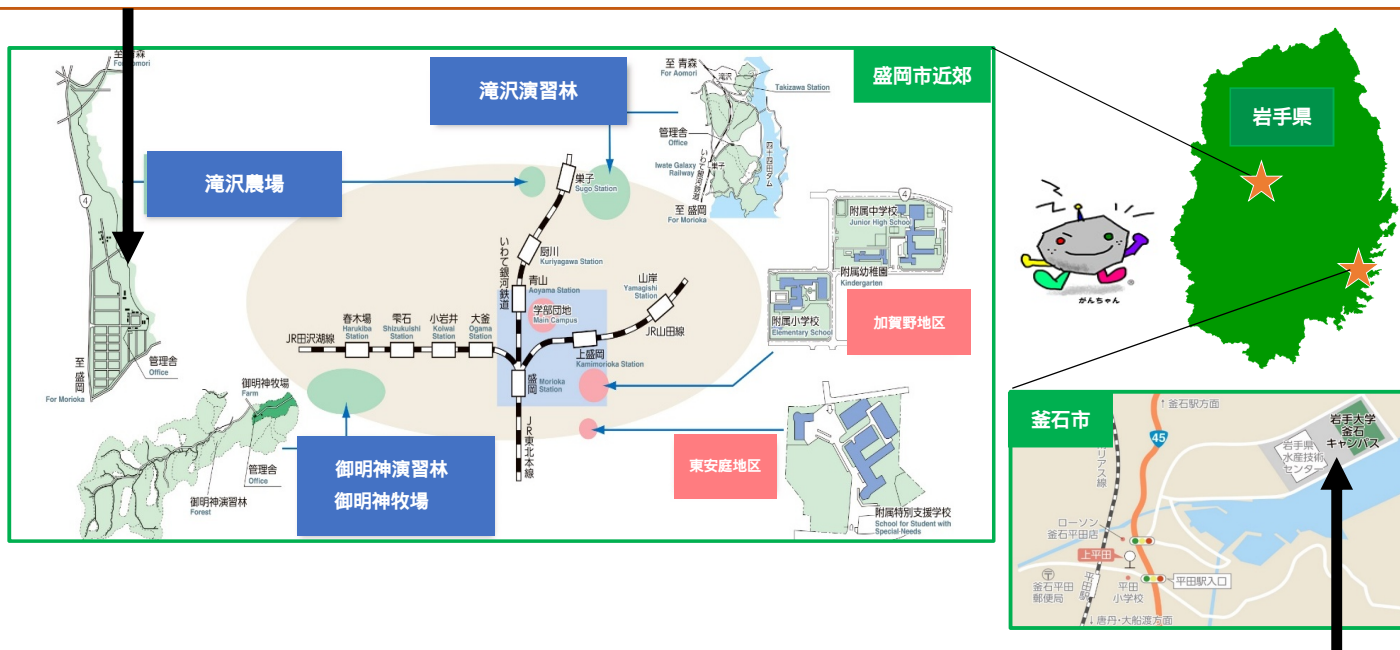 至 青森
For Aomori
4
滝沢農場
管理舎
Office
至 盛岡
For Morioka
滝沢演習林
至 青森
For Aomori
滝沢
Takizawa Station
管理舎
Office
四十四田ダム
Iwate Galaxy
Railway
いわて銀河鉄道
巣子
至 盛岡
For Morioka
盛岡市近郊
巣子
Sugo Station
厨川
Kuriyagawa Station
いわて銀河鉄道
青山
Aoyama Station
山岸
Yamagishi
Station
学部団地
Main Campus
JR山田線
上盛岡
Kamimorioka Station
JR田沢湖線
春木場
Harukiba
Station
雫石
Shizukuishi
Station
小岩井
Koiwai
Station
大釜
Ogama
Station
盛岡
Morioka
Station
JR東北本線
4
附属中学校
Junior High School
附属幼稚園
Kindergarten
附属小学校
Elementary School
加賀野地区
御明神牧場
Farm
管理舎
Office
御明神演習林
Forest
御明神演習林
御明神牧場
東安庭地区
附属特別支援学校
School for Student with
Special-Needs
岩手県
がんちゃん
®
釜石市
↑釜石駅方面
45
リアス線
岩手大学
釜石
キャンパス
岩手県
水産技術
センター
ローソン
釜石平田店
上平田
平田駅
平田駅入口
平田
小学校
釜石平田
郵便局
↓唐丹・大船渡方面